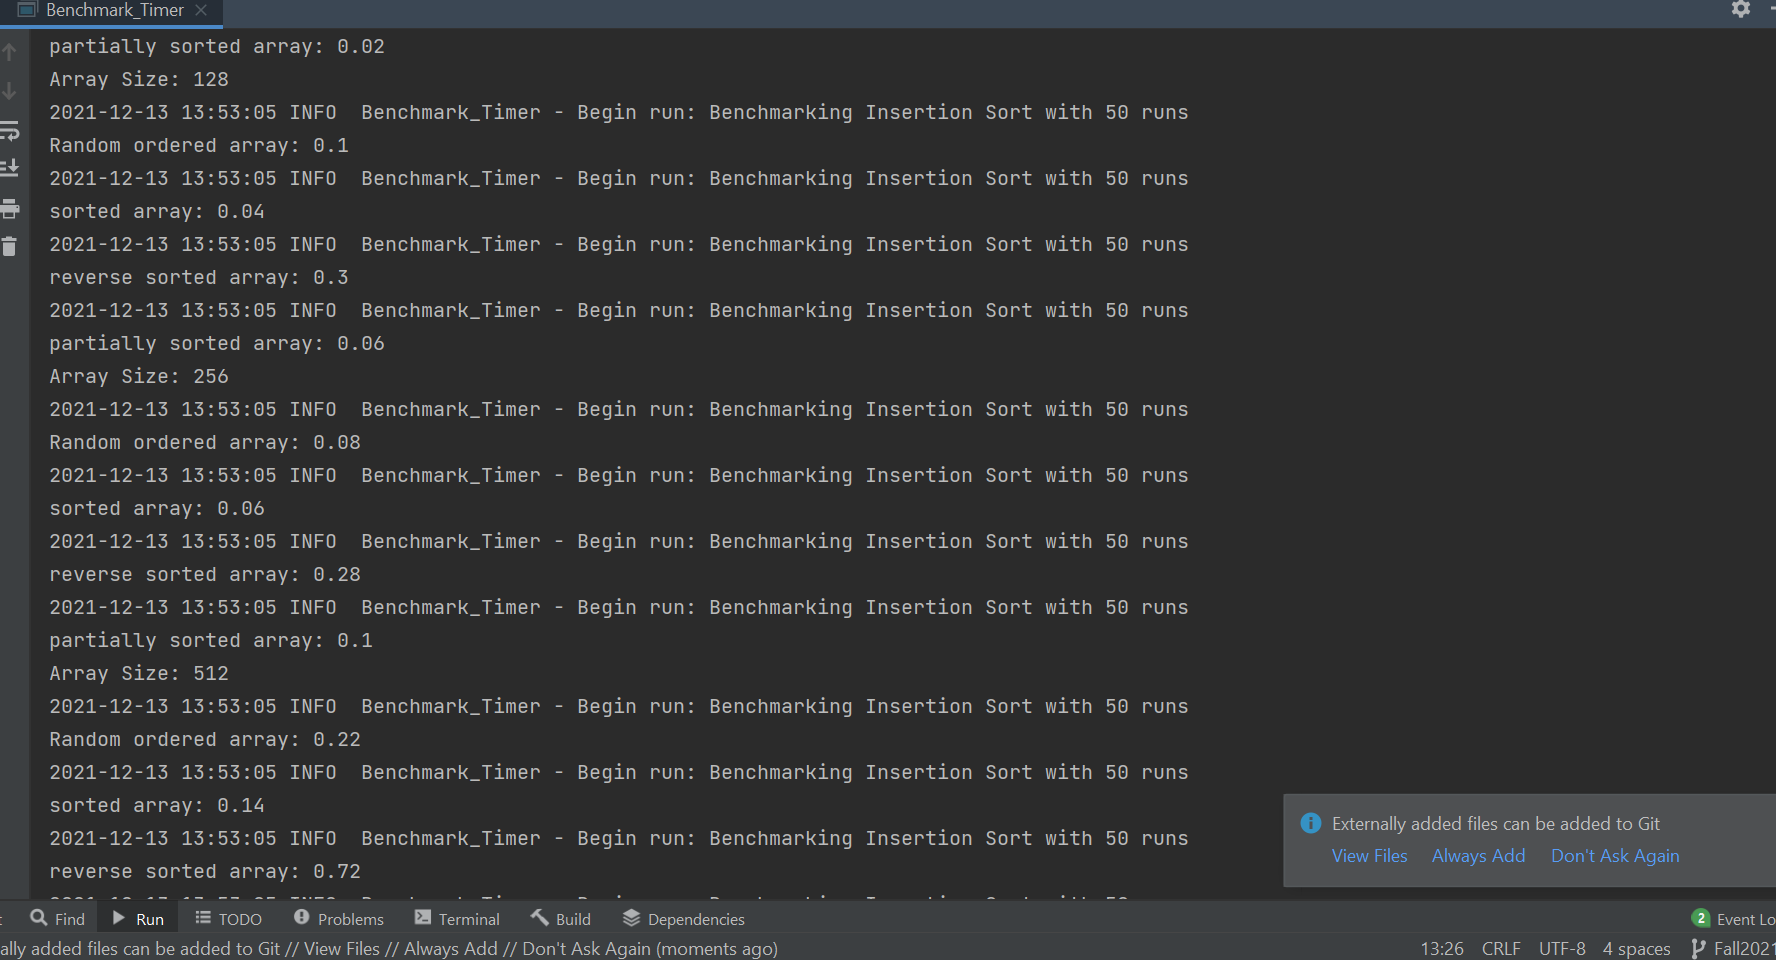 Benchmark_Timer
partially sorted array: 0.02
Array Size: 128
2021-12-13 13:53:05 INFO  Benchmark_Timer - Begin run: Benchmarking Insertion Sort with 50 runs
Random ordered array: 0.1
2021-12-13 13:53:05 INFO  Benchmark_Timer - Begin run: Benchmarking Insertion Sort with 50 runs
sorted array: 0.04
2021-12-13 13:53:05 INFO  Benchmark_Timer - Begin run: Benchmarking Insertion Sort with 50 runs
reverse sorted array: 0.3
2021-12-13 13:53:05 INFO  Benchmark_Timer - Begin run: Benchmarking Insertion Sort with 50 runs
partially sorted array: 0.06
Array Size: 256
2021-12-13 13:53:05 INFO  Benchmark_Timer - Begin run: Benchmarking Insertion Sort with 50 runs
Random ordered array: 0.08
2021-12-13 13:53:05 INFO  Benchmark_Timer - Begin run: Benchmarking Insertion Sort with 50 runs
sorted array: 0.06
2021-12-13 13:53:05 INFO  Benchmark_Timer - Begin run: Benchmarking Insertion Sort with 50 runs
reverse sorted array: 0.28
2021-12-13 13:53:05 INFO  Benchmark_Timer - Begin run: Benchmarking Insertion Sort with 50 runs
partially sorted array: 0.1
Array Size: 512
2021-12-13 13:53:05 INFO  Benchmark_Timer - Begin run: Benchmarking Insertion Sort with 50 runs
Random ordered array: 0.22
2021-12-13 13:53:05 INFO  Benchmark_Timer - Begin run: Benchmarking Insertion Sort with 50 runs
sorted array: 0.14
2021-12-13 13:53:05 INFO  Benchmark_Timer - Begin run: Benchmarking Insertion Sort with 50 runs
reverse sorted array: 0.72
Externally added files can be added to Git
View Files Always Add Don't Ask Again
Find Run TODO Problems Terminal Build Dependencies 2 Event Lo
ally added files can be added to Git // View Files // Always Add // Don't Ask Again (moments ago) 13:26 CRLF UTF-8 4 spaces Fall2021